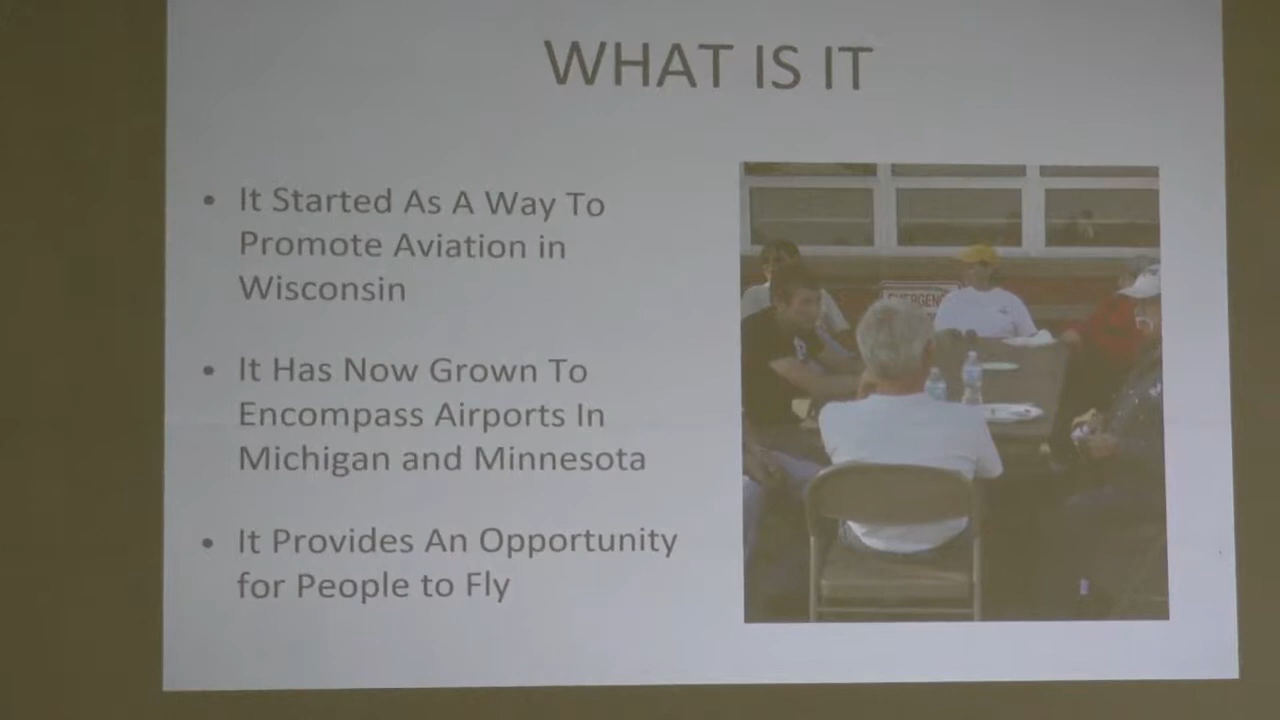 WHAT IS IT
• It Started As A Way To
Promote Aviation in
Wisconsin
• It Has Now Grown To
Encompass Airports In
Michigan and Minnesota
• It Provides An Opportunity
for People to Fly
EMERGEN